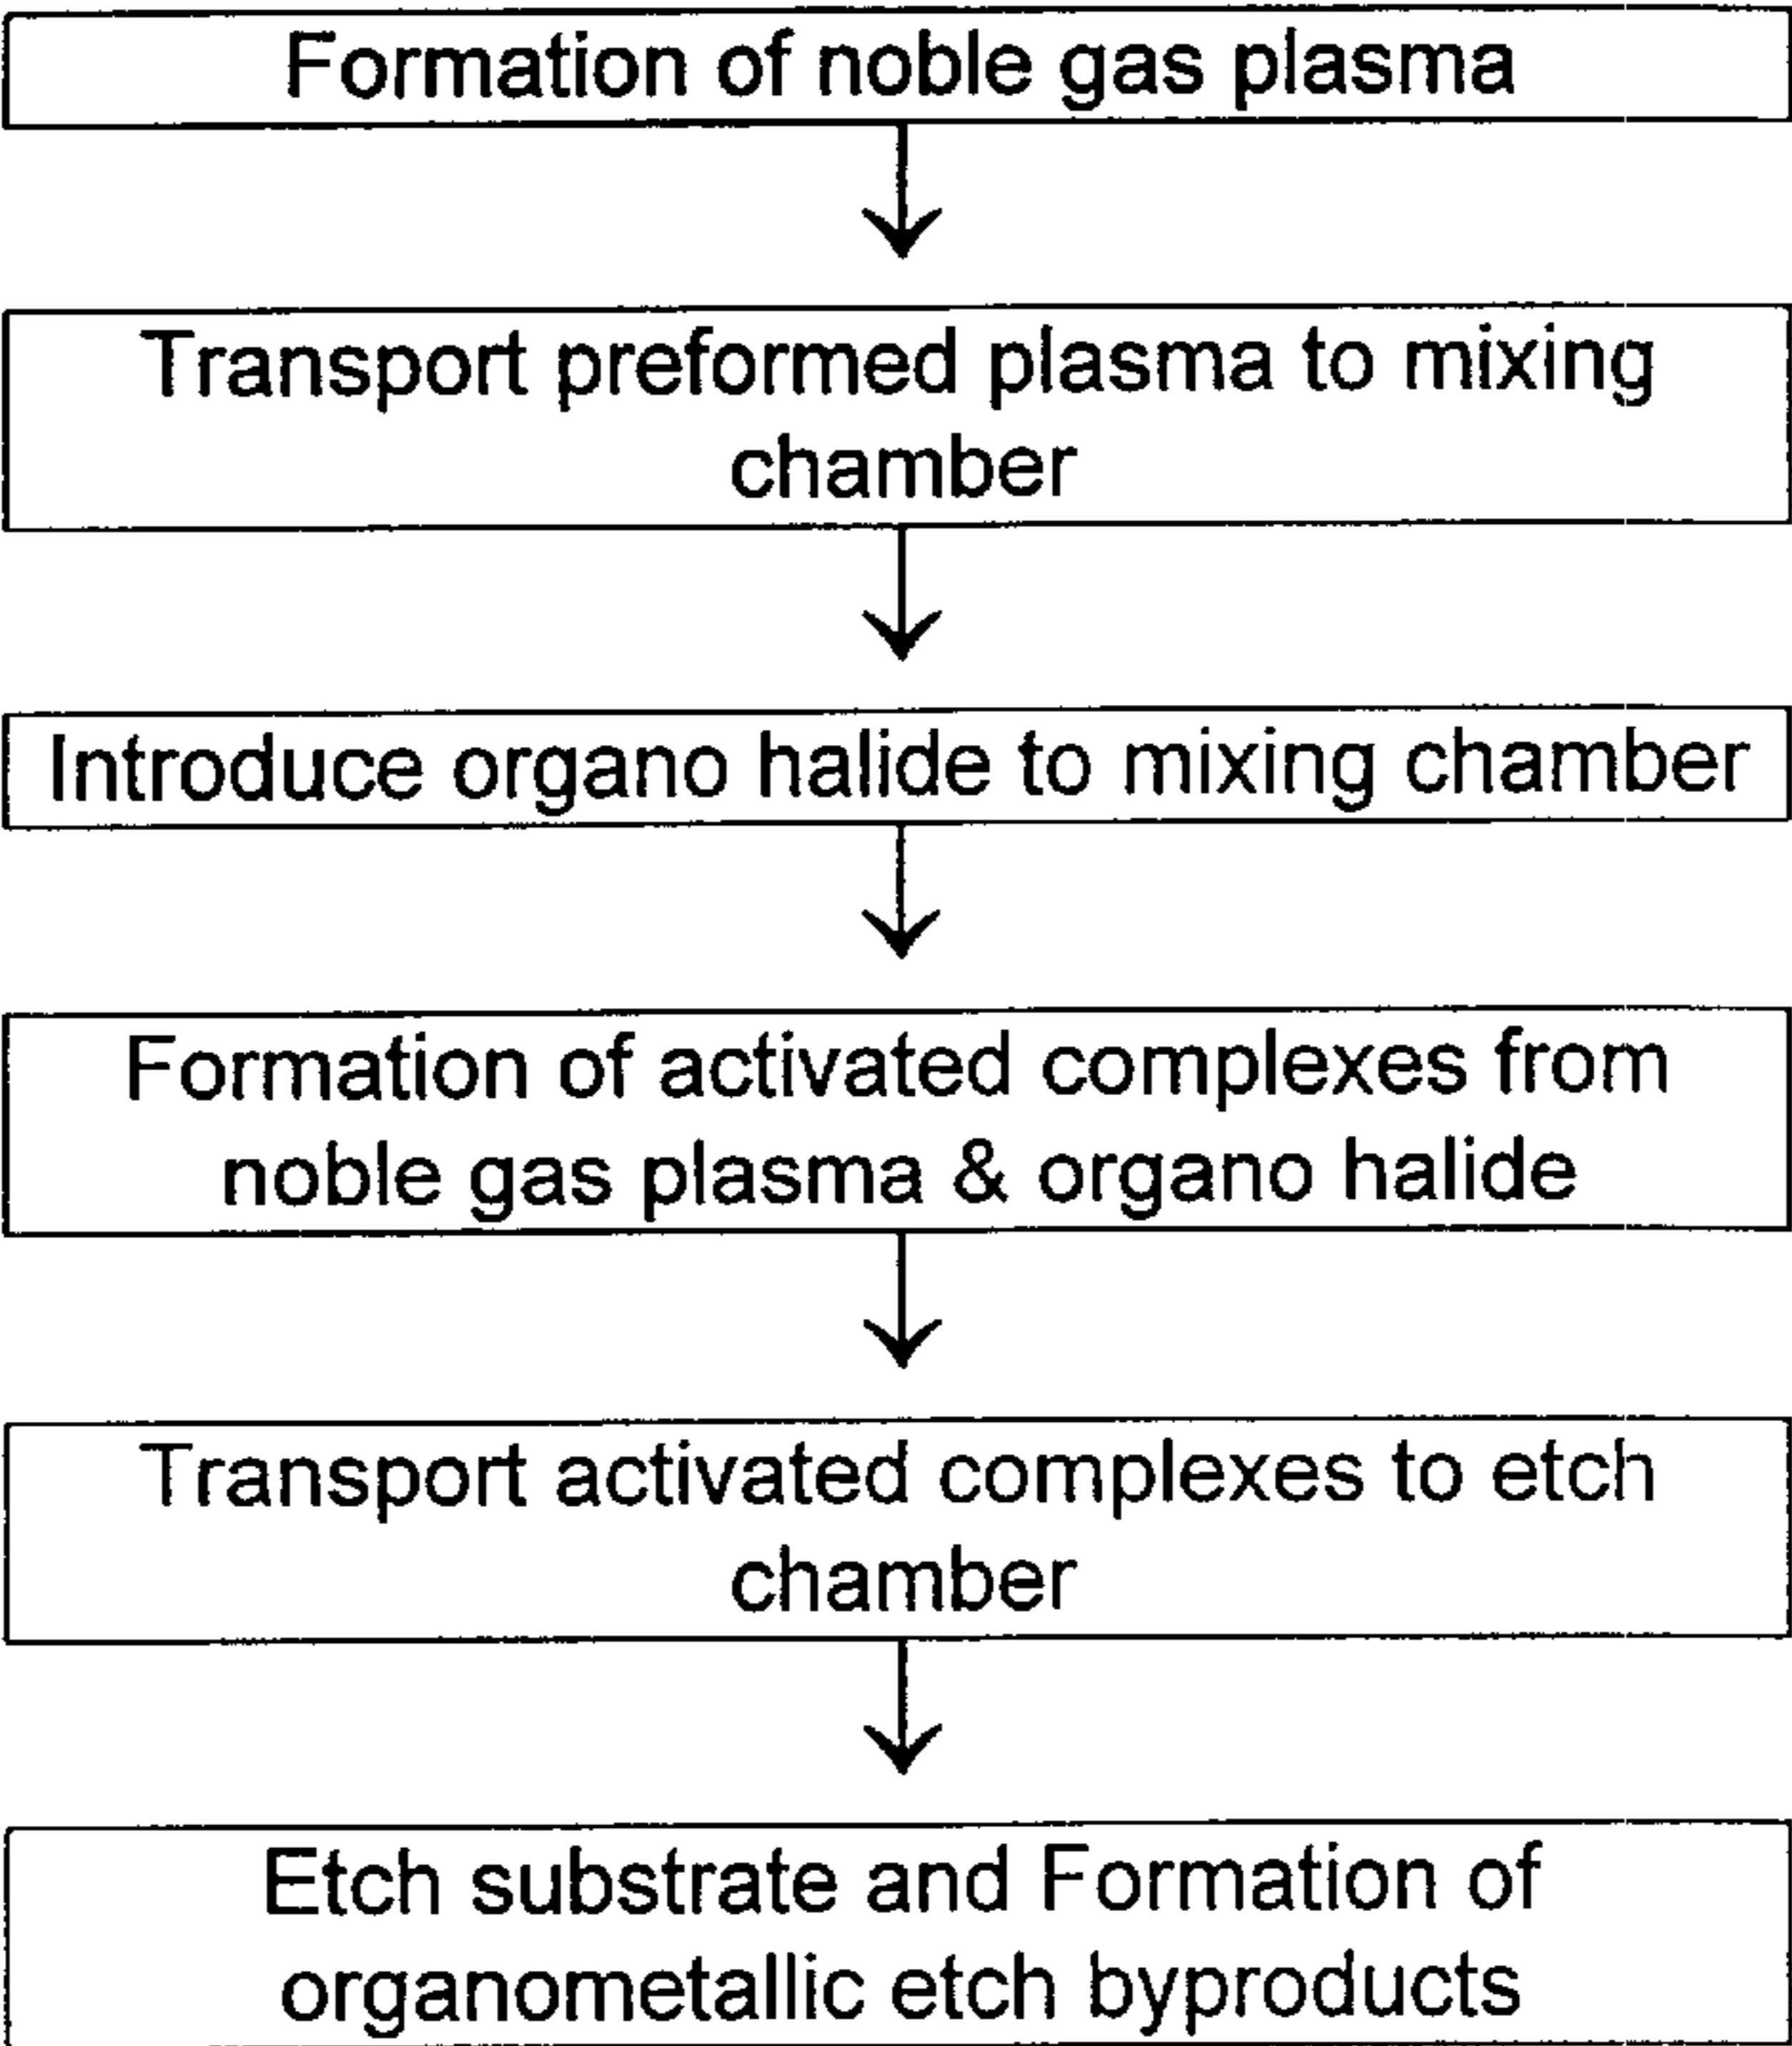 Formation of noble gas plasma
Transport preformed plasma to mixing
chamber
Introduce organo halide to mixing chamber
Formation of activated complexes from
noble gas plasma & organo halide
Transport activated complexes to etch
chamber
Etch substrate and Formation of
organometallic etch byproducts